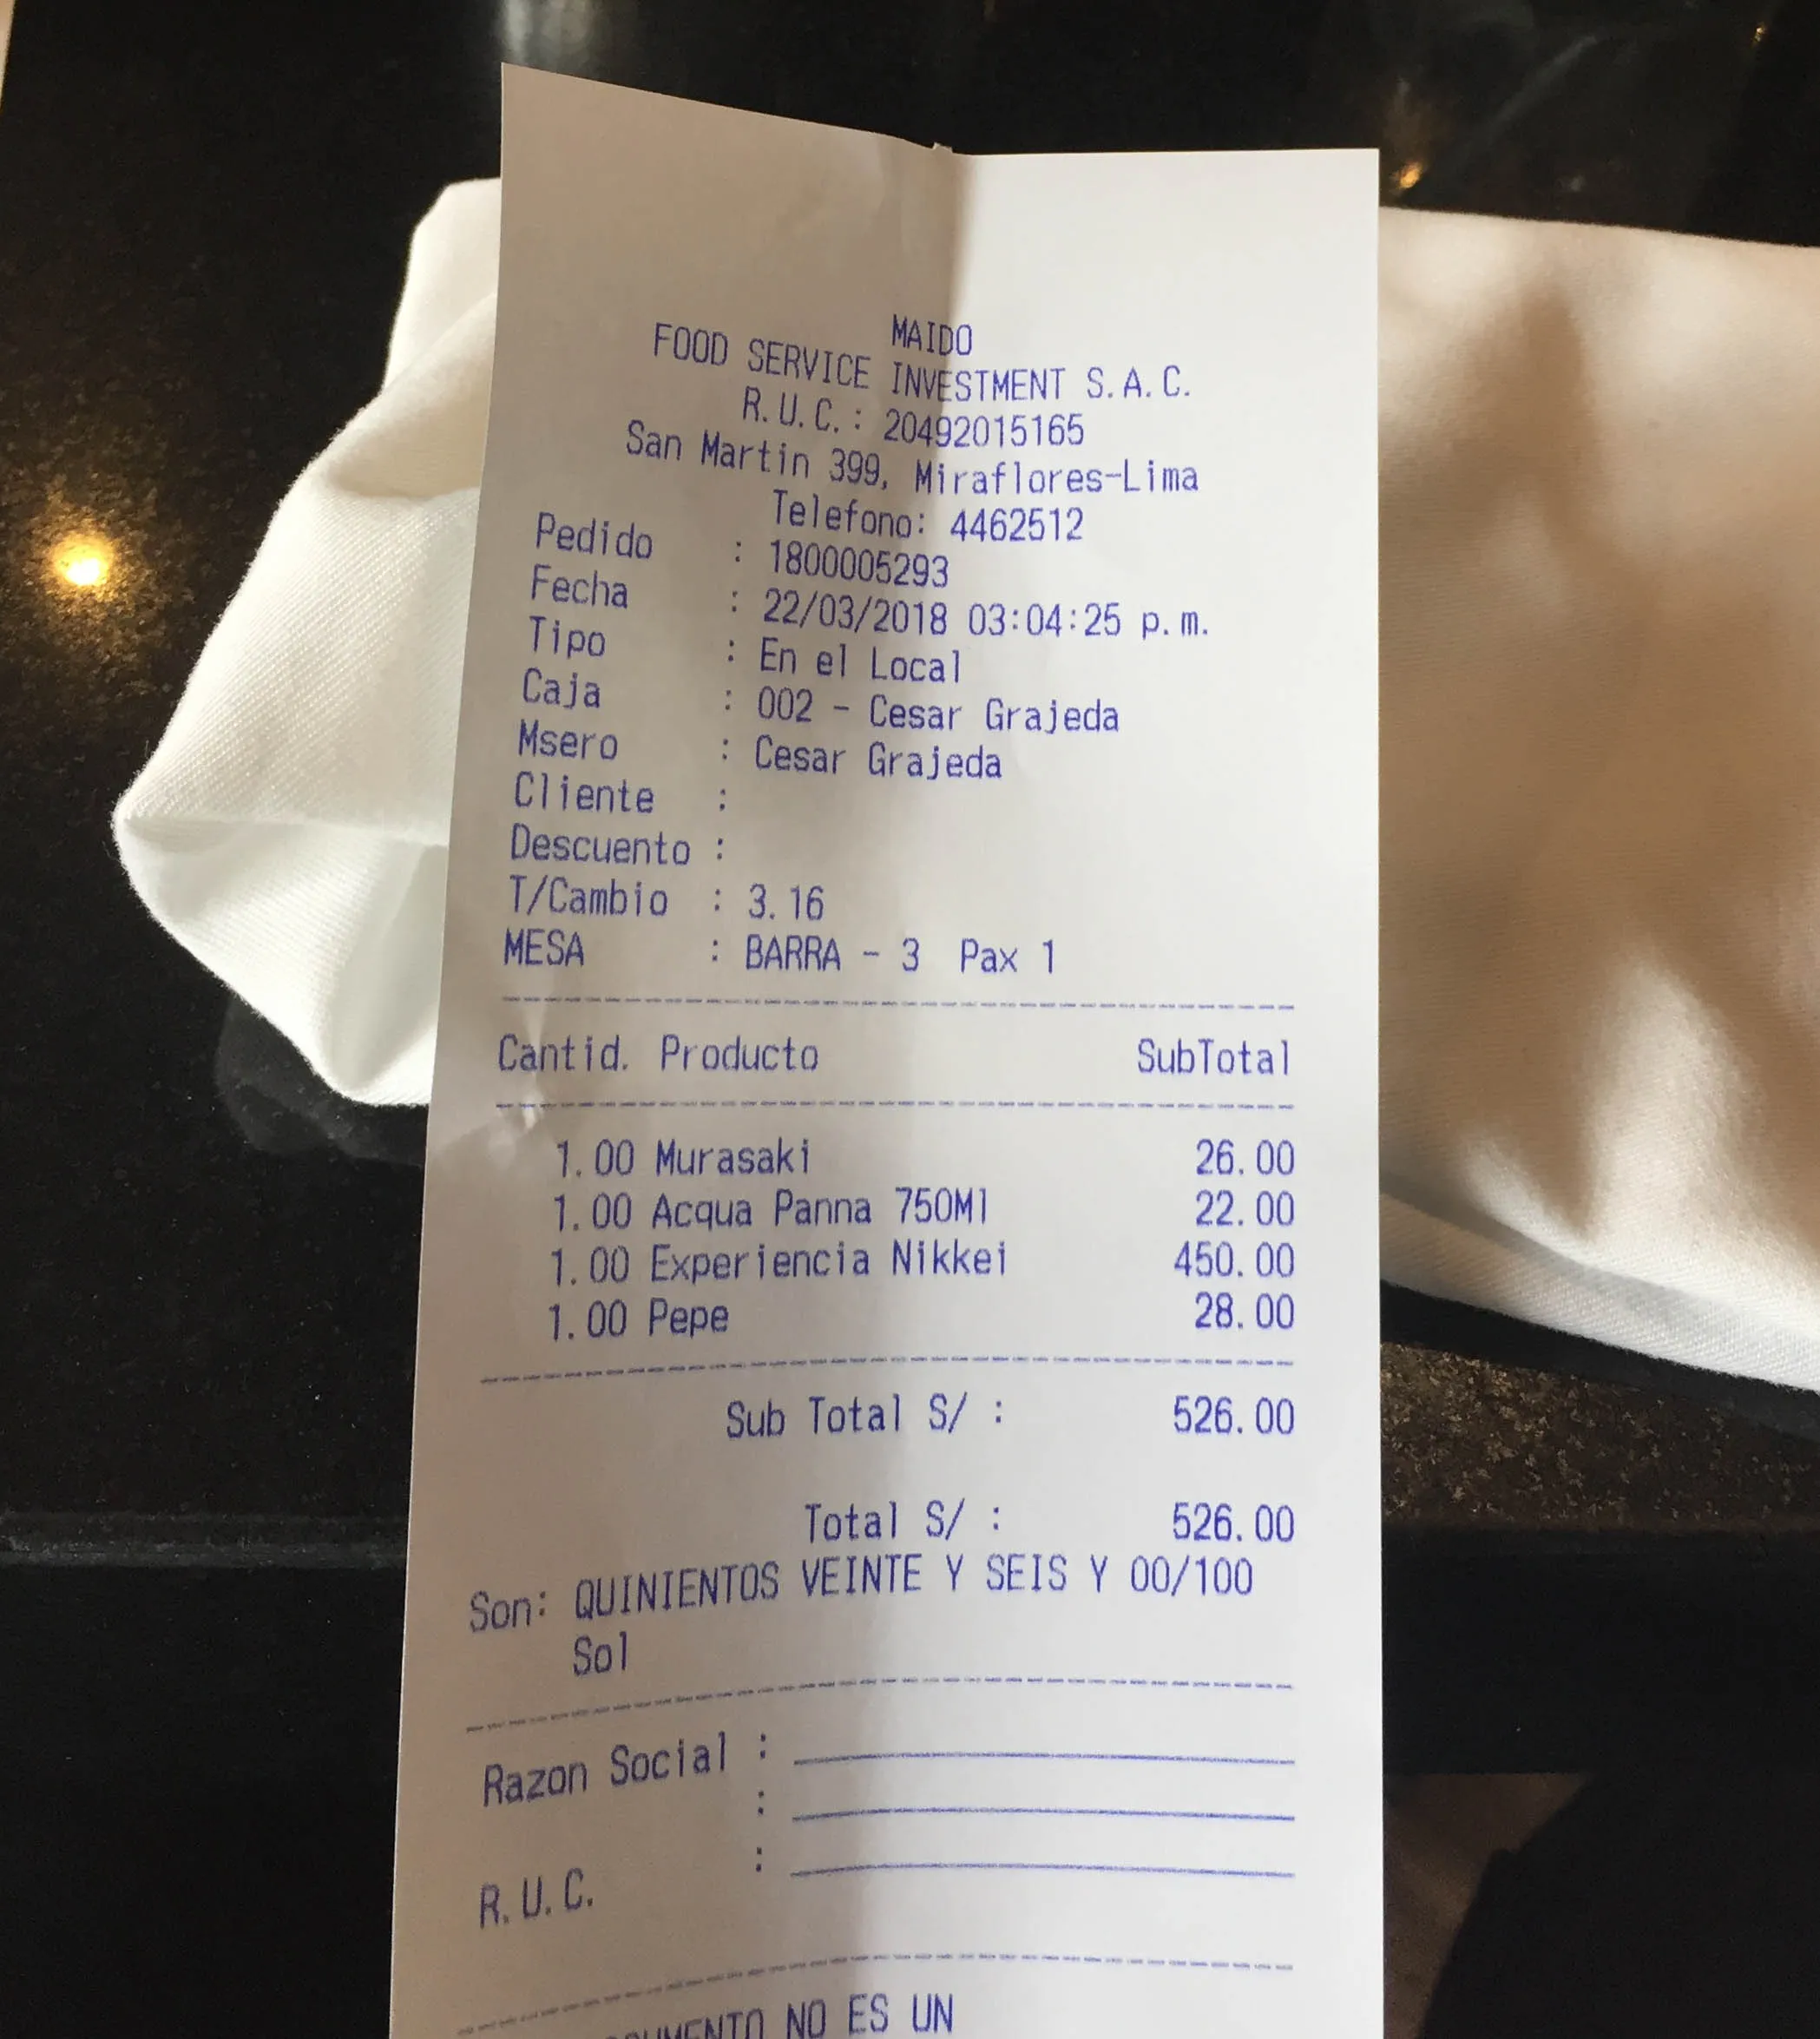 MAIDO
FOOD SERVICE INVESTMENT S.A.C.
R.U.C.: 20492015165
San Martin 399, Miraflores-Lima
Telefono: 4462512
Pedido : 1800005293
Fecha : 22/03/2018 03:04:25 p.m.
Tipo : En el Local
Caja : 002 - Cesar Grajeda
Msero : Cesar Grajeda
Cliente :
Descuento :
T/Cambio : 3.16
MESA : BARRA - 3 Pax 1
Cantid. Producto SubTotal
1.00 Murasaki 26.00
1.00 Acqua Panna 750Ml 22.00
1.00 Experiencia Nikkei 450.00
1.00 Pepe 28.00
Sub Total S/ : 526.00
Total S/ : 526.00
Son: QUINIENTOS VEINTE Y SEIS Y 00/100
Sol
Razon Social :
:
R.U.C. :
NO ES UN